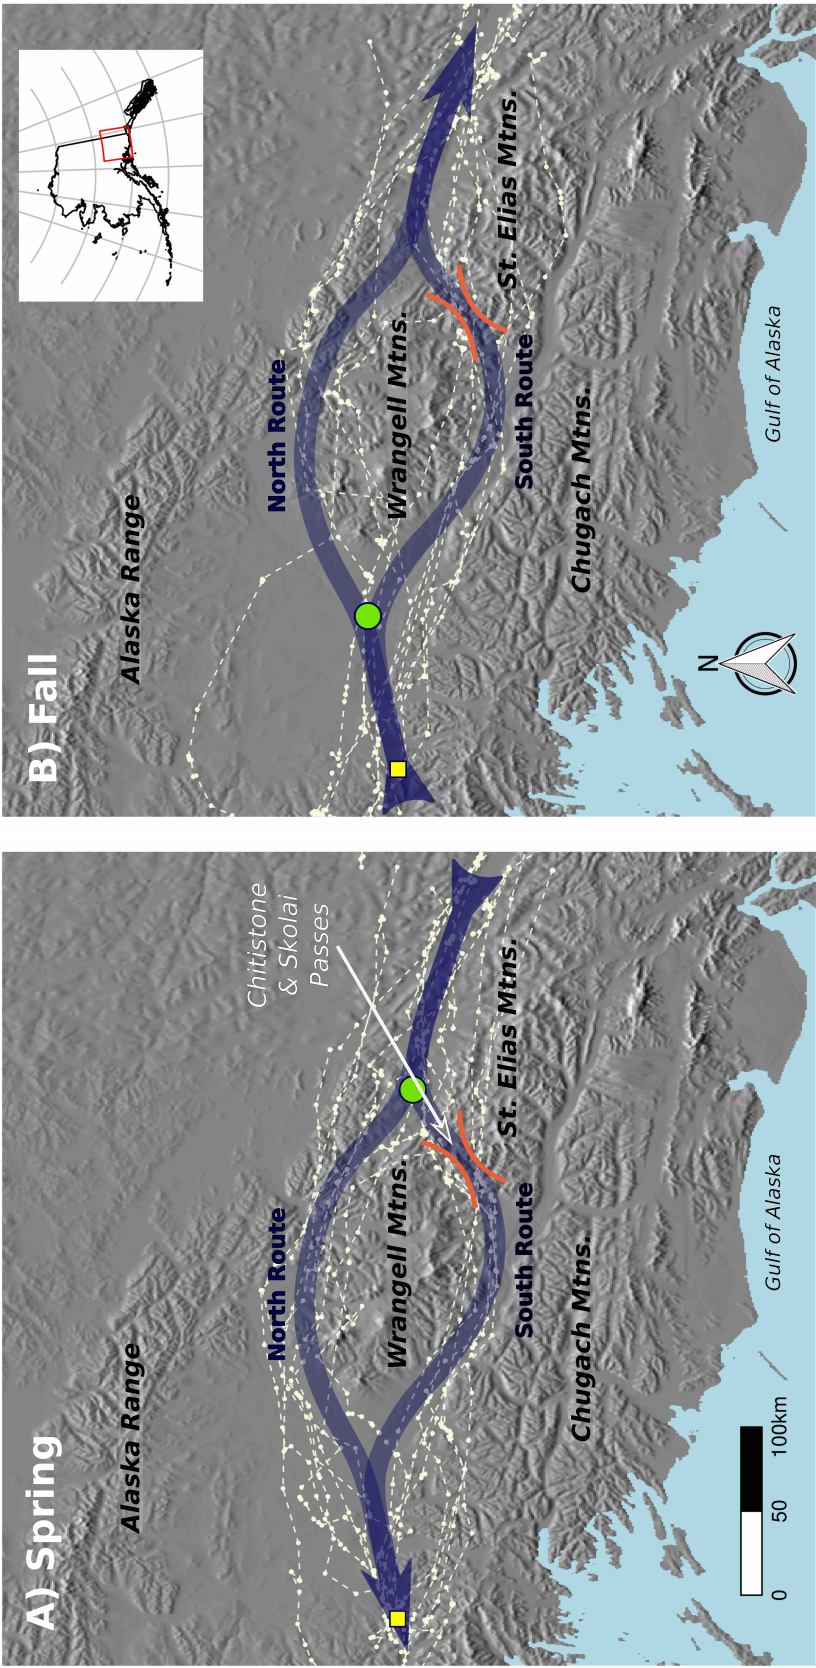 A) Spring
Alaska Range
North Route
Wrangell Mtns.
South Route
Chugach Mtns.
St. Elias Mtns.
Chitistone
& Skolai
Passes
Gulf of Alaska
0 50 100km
B) Fall
Alaska Range
North Route
Wrangell Mtns.
South Route
Chugach Mtns.
St. Elias Mtns.
Gulf of Alaska
N